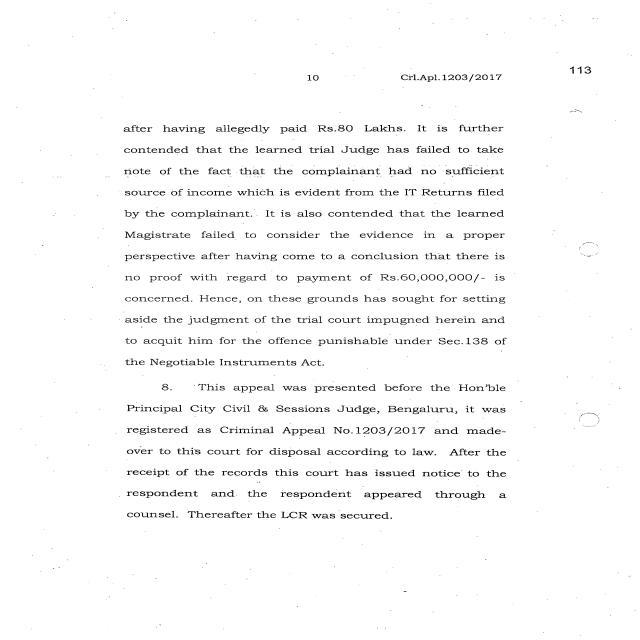 113
10 Crl.Apl.1203/2017
after having allegedly paid Rs.80 Lakhs. It is further
contended that the learned trial Judge has failed to take
note of the fact that the complainant had no sufficient
source of income which is evident from the IT Returns filed
by the complainant. It is also contended that the learned
Magistrate failed to consider the evidence in a proper
perspective after having come to a conclusion that there is
no proof with regard to payment of Rs.60,000,000/- is
concerned. Hence, on these grounds has sought for setting
aside the judgment of the trial court impugned herein and
to acquit him for the offence punishable under Sec.138 of
the Negotiable Instruments Act.
8. This appeal was presented before the Hon'ble
Principal City Civil & Sessions Judge, Bengaluru, it was
registered as Criminal Appeal No.1203/2017 and made-
over to this court for disposal according to law. After the
receipt of the records this court has issued notice to the
respondent and the respondent appeared through a
counsel. Thereafter the LCR was secured.